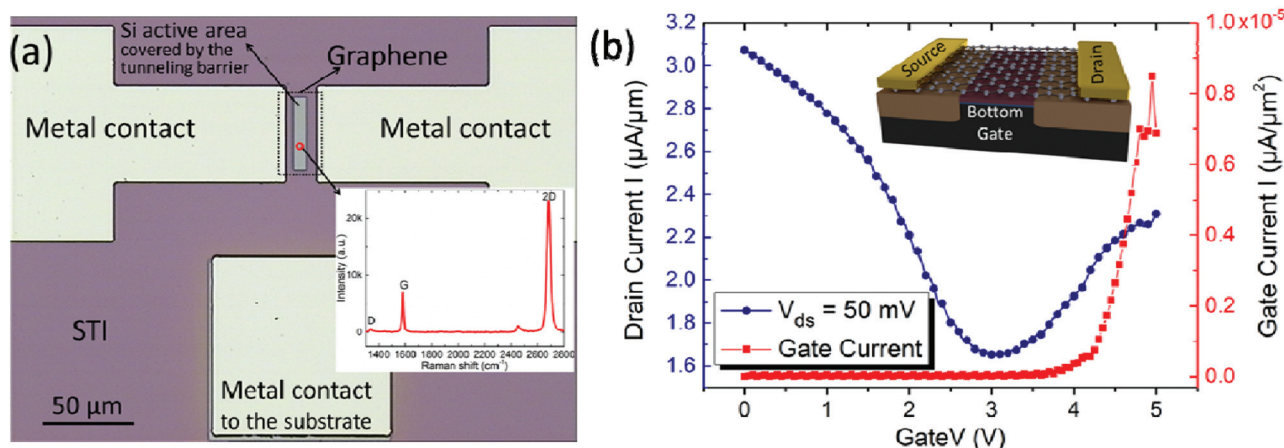 (a)
Si active area
covered by the
tunneling barrier
Graphene
Metal contact
Metal contact
STI
50 µm
Metal contact
to the substrate
Intensity (a.u.)
20k
10k
0
D
G
2D
1400 1600 1800 2000 2200 2400 2600 2800
Raman shift (cm-1)
(b)
Drain Current I (µA/µm)
3.2
3.0
2.8
2.6
2.4
2.2
2.0
1.8
1.6
Source
Drain
Bottom
Gate
Vds = 50 mV
Gate Current
0 1 2 3 4 5
GateV (V)
1.0x10-5
0.8
0.6
0.4
0.2
0.0
Gate Current I (µA/µm2)